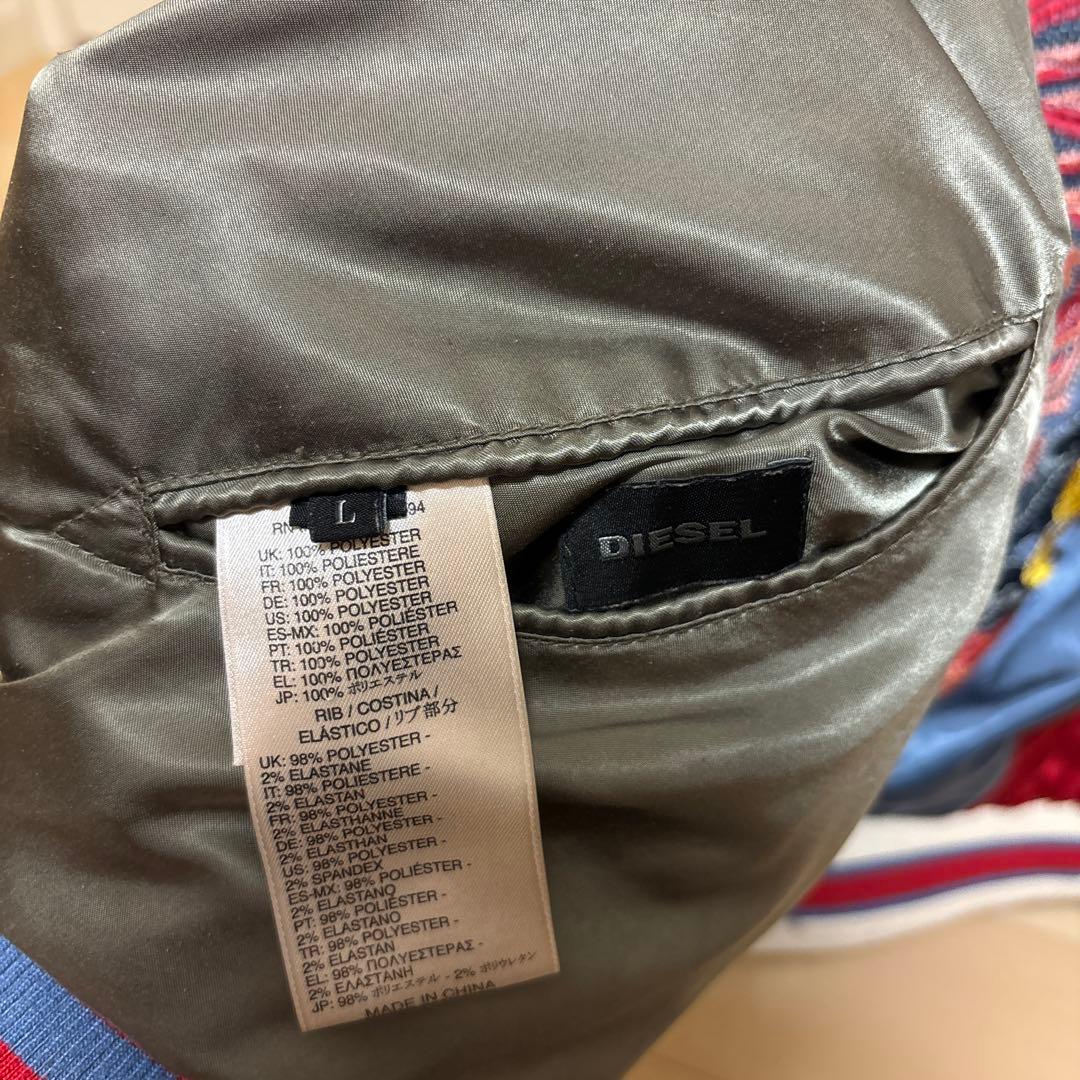 L
RN 94
UK: 100% POLYESTER
IT: 100% POLIESTERE
FR: 100% POLYESTER
DE: 100% POLYESTER
US: 100% POLYESTER
ES-MX: 100% POLIÉSTER
PT: 100% POLIÉSTER
TR: 100% POLYESTER
EL: 100% ΠΟΛΥΕΣΤΕΡΑΣ
JP: 100% ポリエステル
RIB / COSTINA /
ELÁSTICO / リブ部分
UK: 98% POLYESTER -
2% ELASTANE
IT: 98% POLIESTERE -
2% ELASTAN
FR: 98% POLYESTER -
2% ELASTHANNE
DE: 98% POLYESTER -
2% ELASTHAN
US: 98% POLYESTER -
2% SPANDEX
ES-MX: 98% POLIÉSTER -
2% ELASTANO
PT: 98% POLIÉSTER -
2% ELASTANO
TR: 98% POLYESTER -
2% ELASTAN
EL: 98% ΠΟΛΥΕΣΤΕΡΑΣ -
2% ΕΛΑΣΤΑΝΗ
JP: 98% ポリエステル - 2% ポリウレタン
MADE IN CHINA
DIESEL